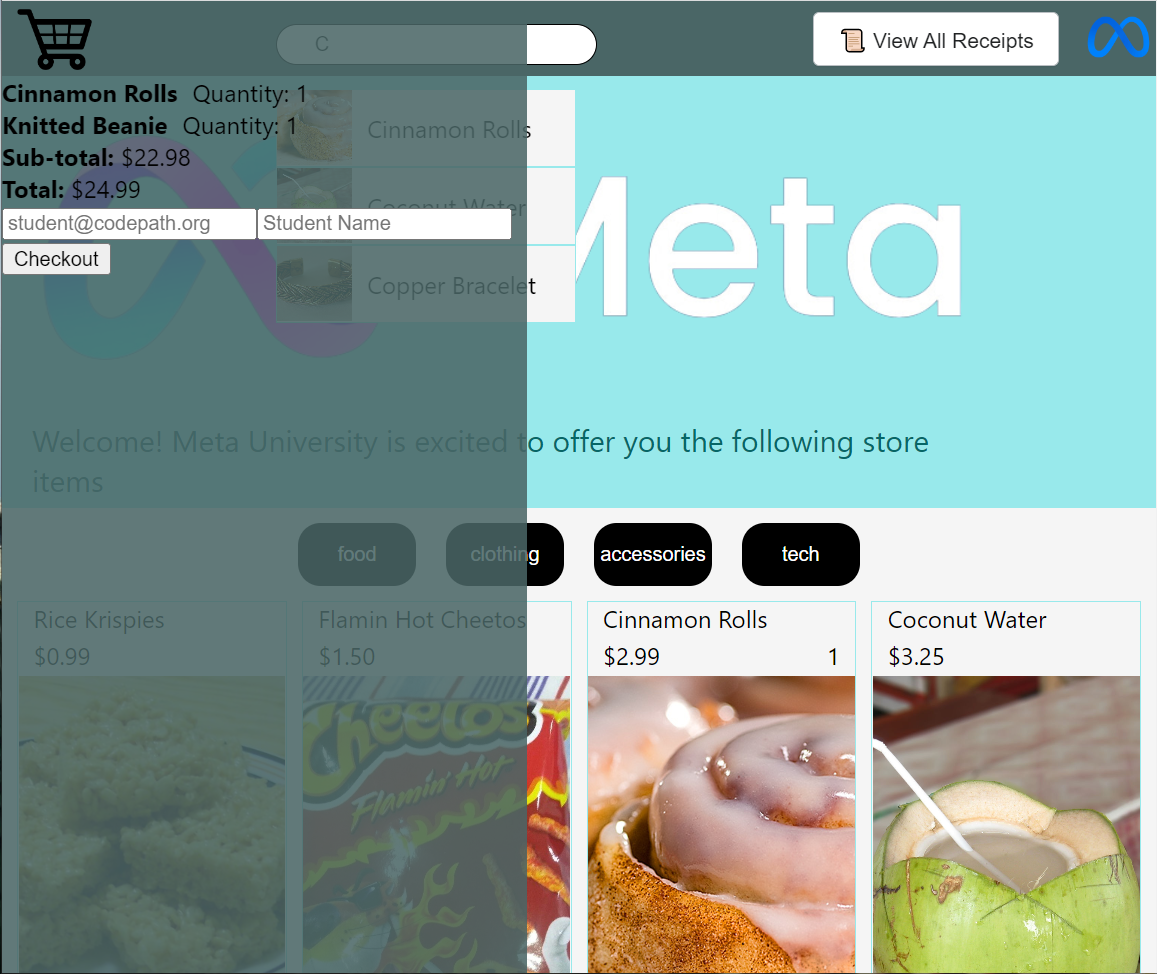 C
View All Receipts
Cinnamon Rolls Quantity: 1
Knitted Beanie Quantity: 1
Sub-total: $22.98
Total: $24.99
student@codepath.org Student Name
Checkout
Cinnamon Rolls
Coconut Water
Copper Bracelet
Meta
Welcome! Meta University is excited to offer you the following store
items
food clothing accessories tech
Rice Krispies Flamin Hot Cheetos Cinnamon Rolls Coconut Water
$0.99 $1.50 $2.99 1 $3.25
Cheetos
Flamin' Hot